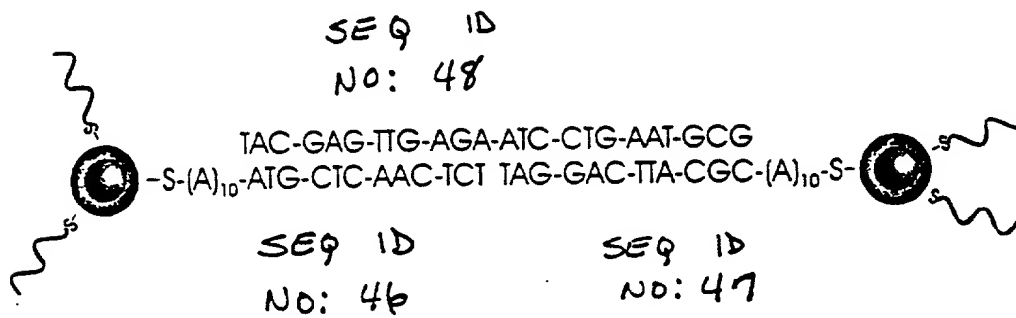 SEQ ID
NO: 48
S
TAC-GAG-TTG-AGA-ATC-CTG-AAT-GCG
S
-S-(A)10-ATG-CTC-AAC-TCT TAG-GAC-TTA-CGC-(A)10-S-
S
S
SEQ ID
NO: 46
SEQ ID
NO: 47